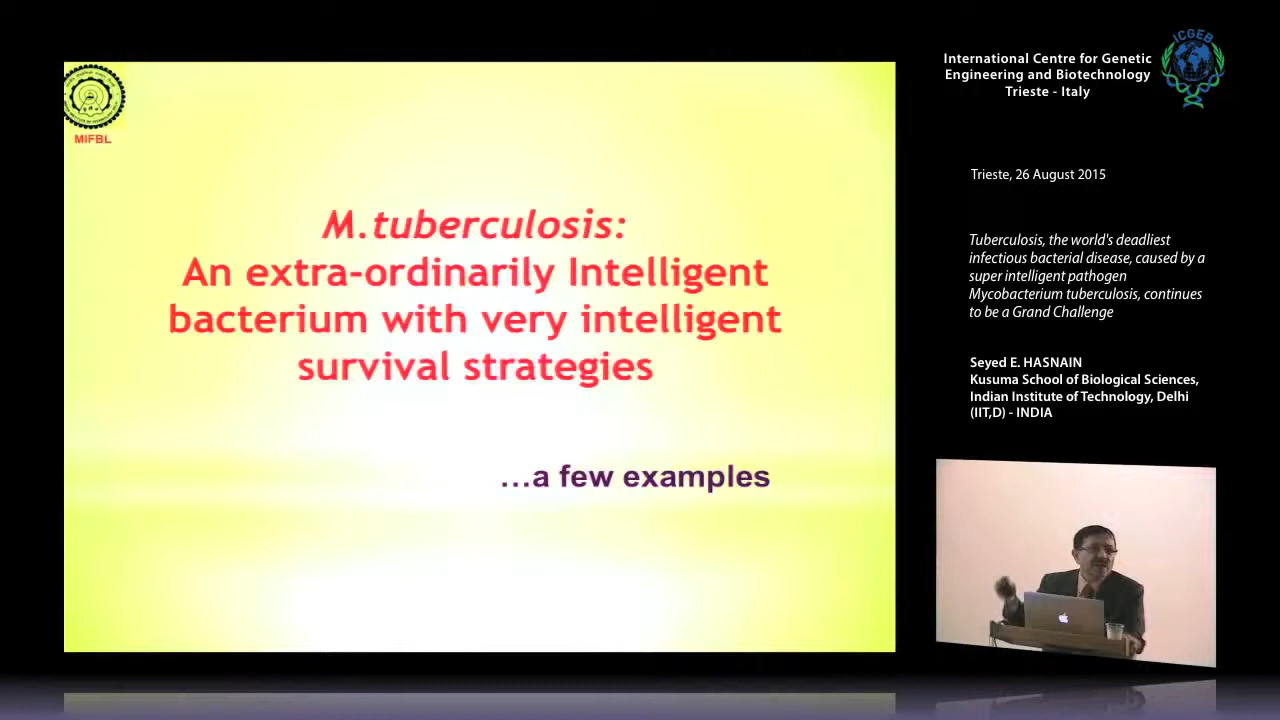 MIFBL
M.tuberculosis:
An extra-ordinarily Intelligent
bacterium with very intelligent
survival strategies
...a few examples
International Centre for Genetic
Engineering and Biotechnology
Trieste - Italy
ICGEB
Trieste, 26 August 2015
Tuberculosis, the world's deadliest
infectious bacterial disease, caused by a
super intelligent pathogen
Mycobacterium tuberculosis, continues
to be a Grand Challenge
Seyed E. HASNAIN
Kusuma School of Biological Sciences,
Indian Institute of Technology, Delhi
(IIT,D) - INDIA